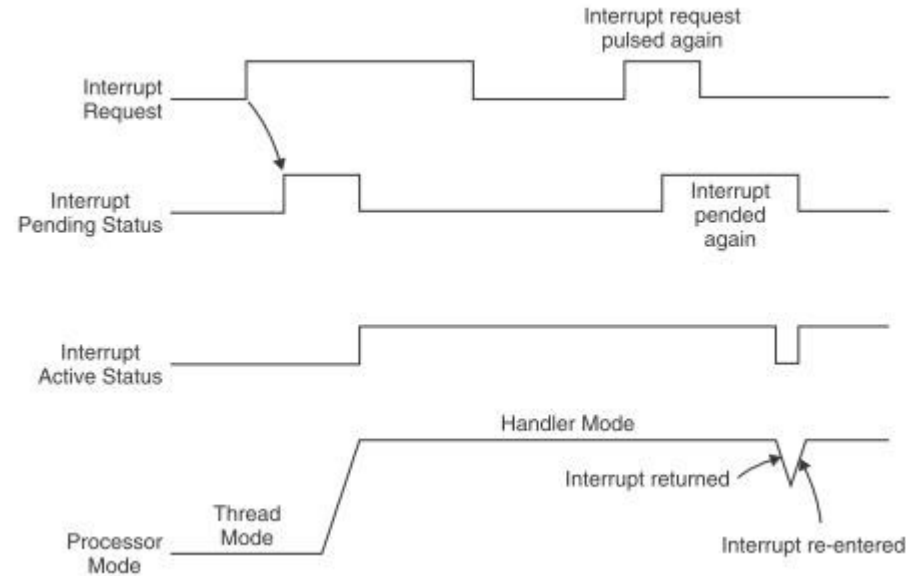 Interrupt request
pulsed again
Interrupt
Request
Interrupt
Pending Status
Interrupt
pended
again
Interrupt
Active Status
Handler Mode
Interrupt returned
Thread
Mode
Processor
Mode
Interrupt re-entered